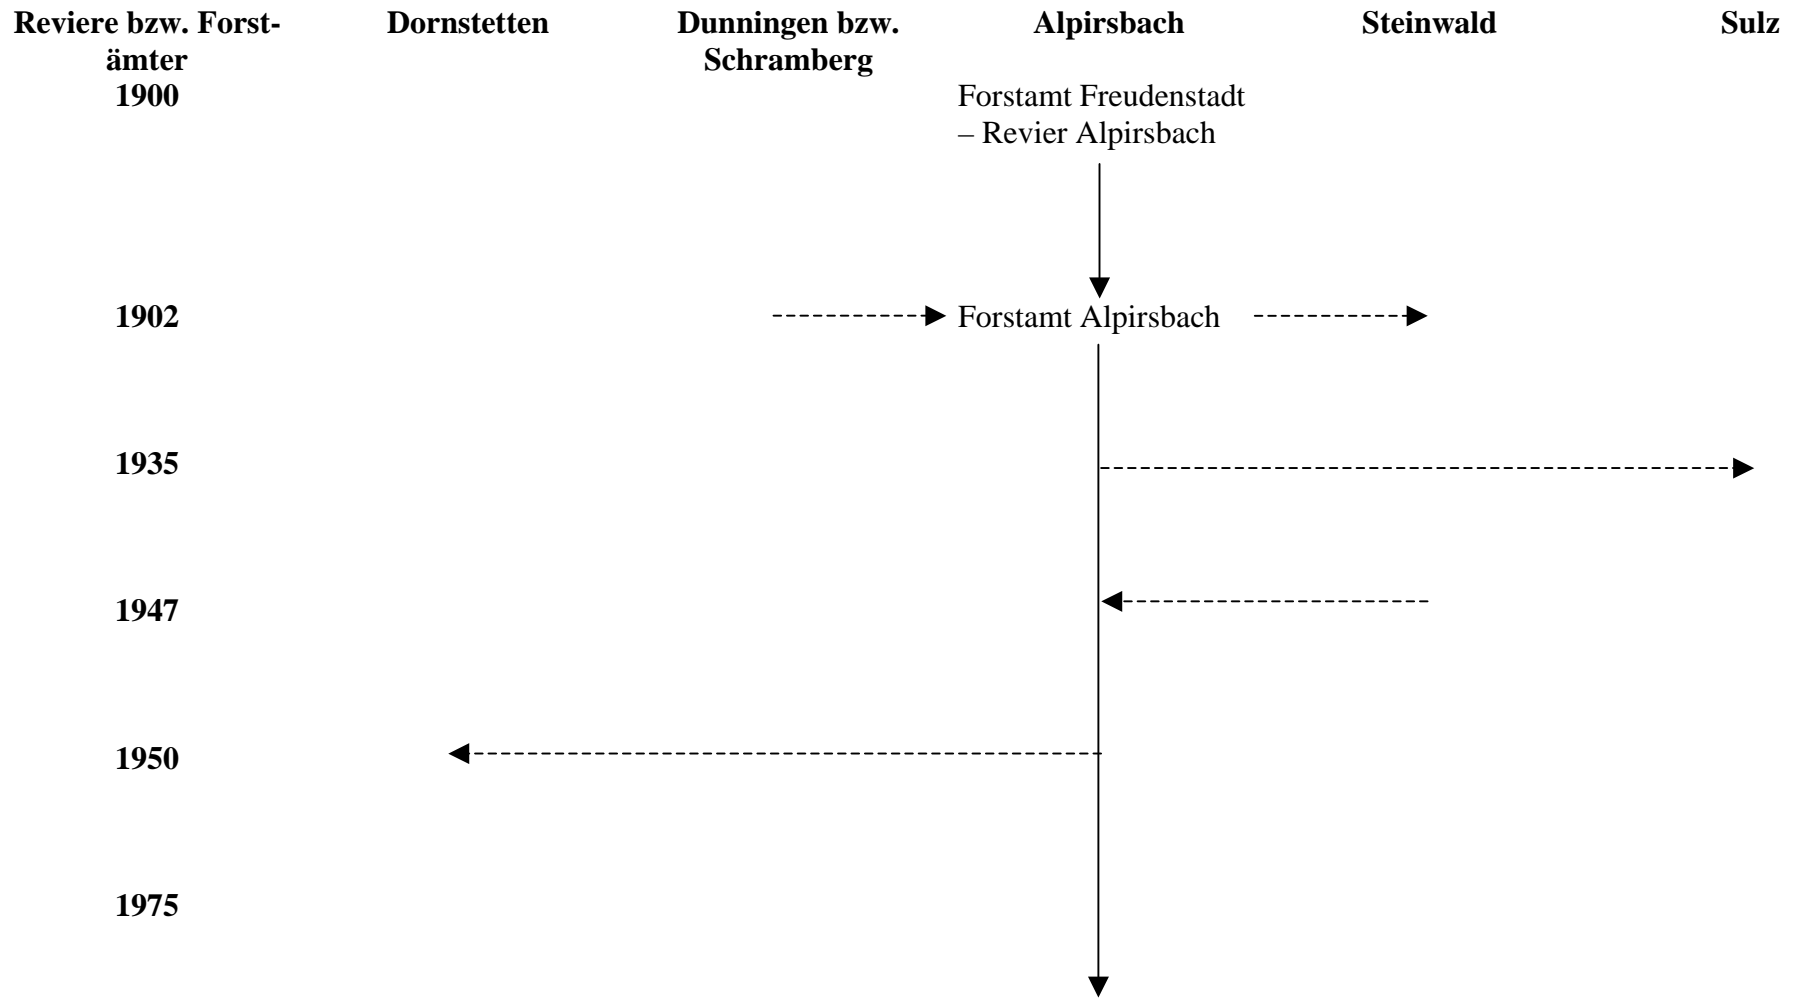 Reviere bzw. Forst- Dornstetten Dunningen bzw. Alpirsbach Steinwald Sulz
ämter Schramberg
1900 Forstamt Freudenstadt
– Revier Alpirsbach
1902 Forstamt Alpirsbach
1935
1947
1950
1975